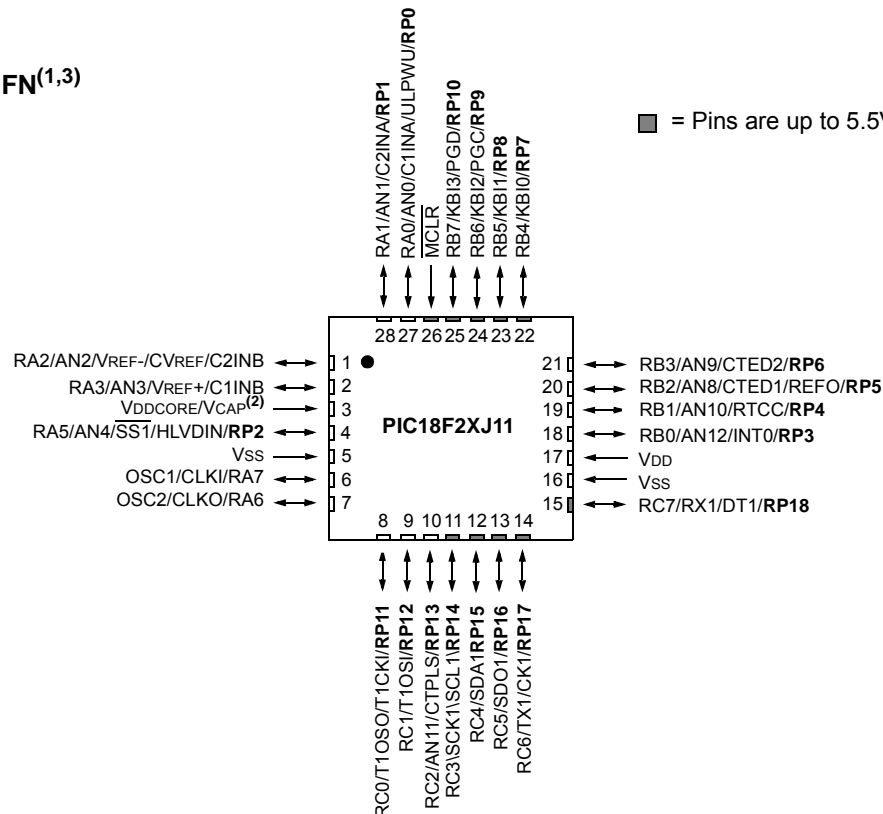 FN(1,3)
= Pins are up to 5.5V
RA1/AN1/C2INA/RP1
RA0/AN0/C1INA/ULPWU/RP0
MCLR
RB7/KBI3/PGD/RP10
RB6/KBI2/PGC/RP9
RB5/KBI1/RP8
RB4/KBI0/RP7
28 27 26 25 24 23 22
RA2/AN2/VREF-/CVREF/C2INB 1
RA3/AN3/VREF+/C1INB 2
VDDCORE/VCAP(2) 3
RA5/AN4/SS1/HLVDIN/RP2 4
VSS 5
OSC1/CLKI/RA7 6
OSC2/CLKO/RA6 7
PIC18F2XJ11
21 RB3/AN9/CTED2/RP6
20 RB2/AN8/CTED1/REFO/RP5
19 RB1/AN10/RTCC/RP4
18 RB0/AN12/INT0/RP3
17 VDD
16 VSS
15 RC7/RX1/DT1/RP18
8 9 10 11 12 13 14
RC0/T1OSO/T1CKI/RP11
RC1/T1OSI/RP12
RC2/AN11/CTPLS/RP13
RC3\SCK1\SCL1\RP14
RC4/SDA1RP15
RC5/SDO1/RP16
RC6/TX1/CK1/RP17